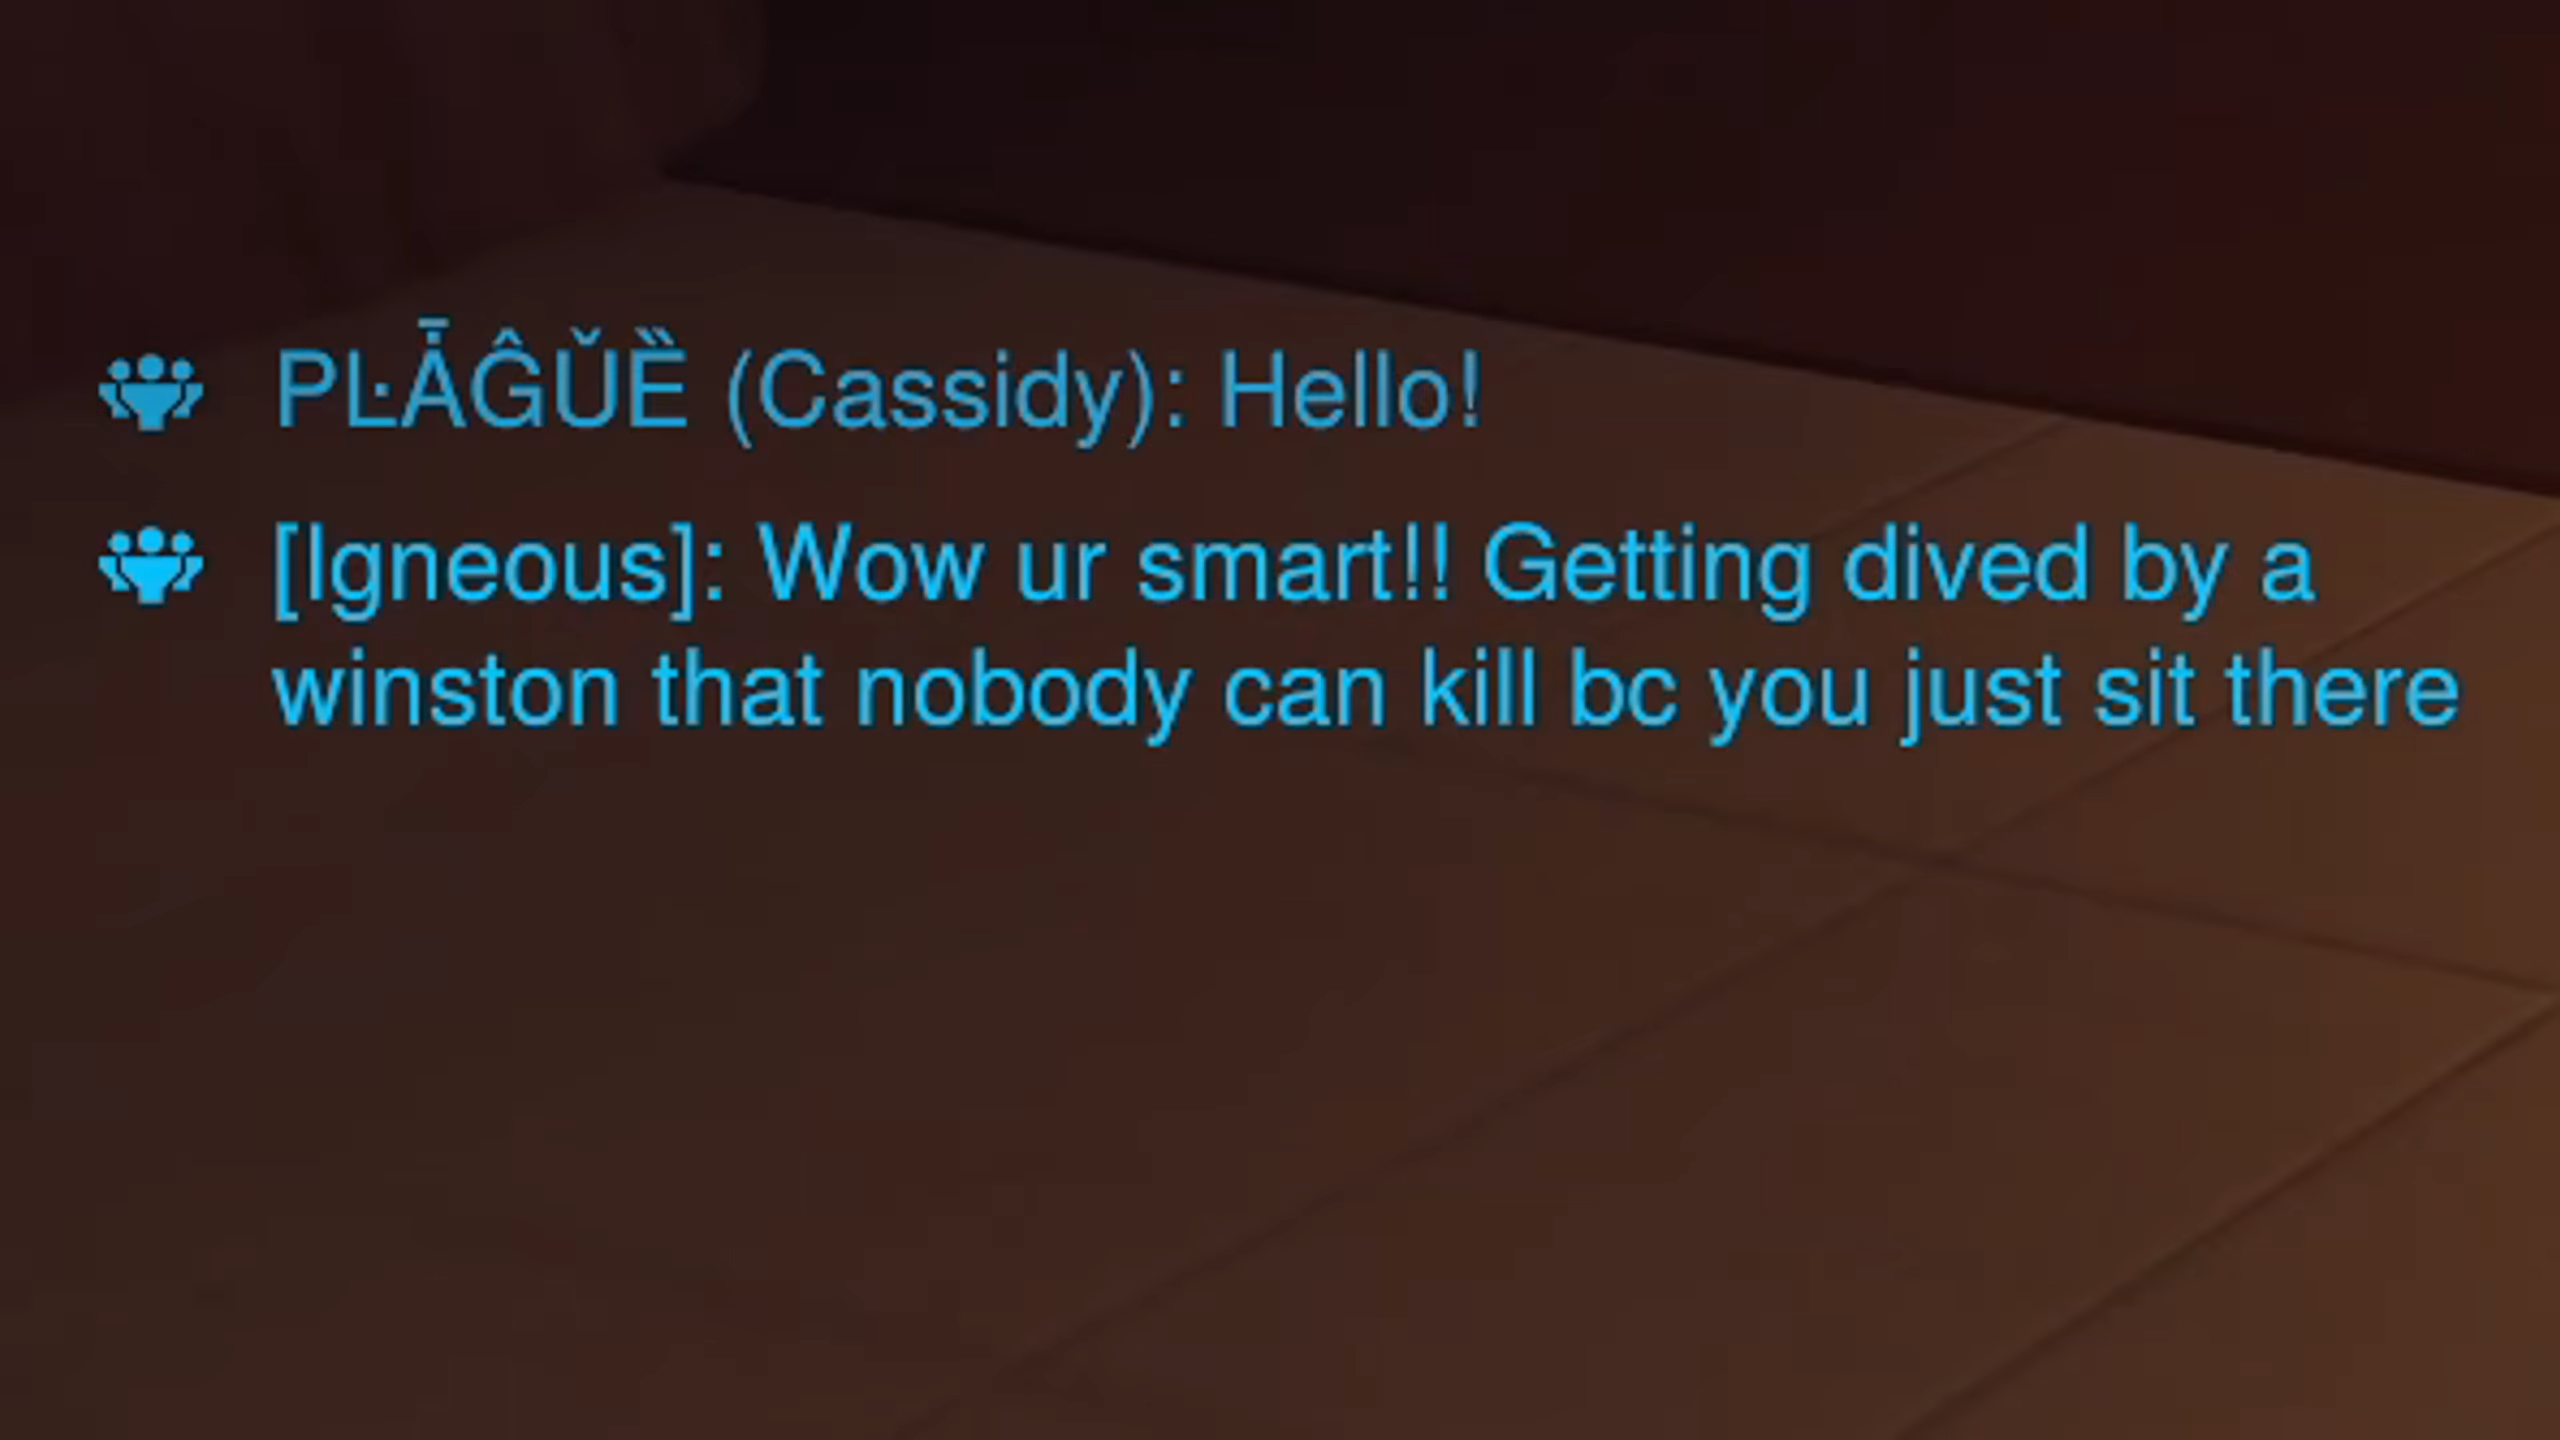 PĿǠĜŬȄ (Cassidy): Hello!
[Igneous]: Wow ur smart!! Getting dived by a
winston that nobody can kill bc you just sit there